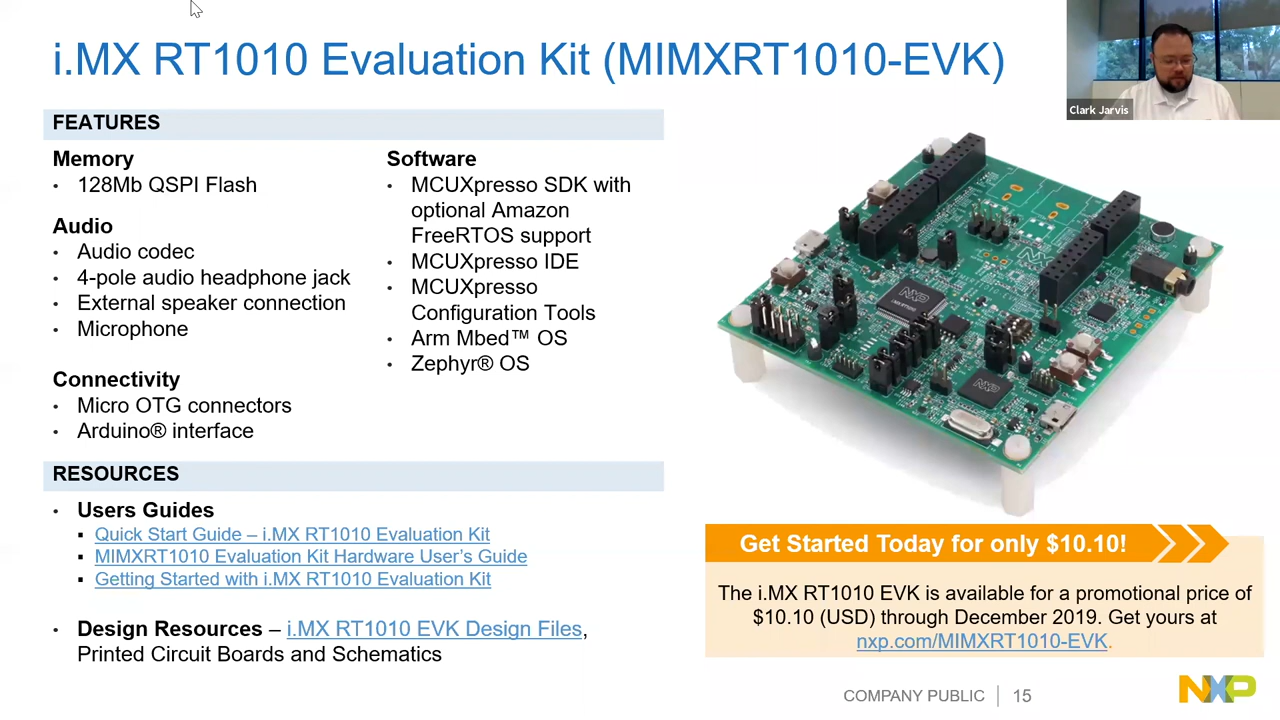 i.MX RT1010 Evaluation Kit (MIMXRT1010-EVK)
Clark Jarvis
FEATURES
Memory
• 128Mb QSPI Flash
Audio
• Audio codec
• 4-pole audio headphone jack
• External speaker connection
• Microphone
Connectivity
• Micro OTG connectors
• Arduino® interface
Software
• MCUXpresso SDK with
optional Amazon
FreeRTOS support
• MCUXpresso IDE
• MCUXpresso
Configuration Tools
• Arm Mbed™ OS
• Zephyr® OS
RESOURCES
• Users Guides
▪ Quick Start Guide – i.MX RT1010 Evaluation Kit
▪ MIMXRT1010 Evaluation Kit Hardware User's Guide
▪ Getting Started with i.MX RT1010 Evaluation Kit
• Design Resources – i.MX RT1010 EVK Design Files,
Printed Circuit Boards and Schematics
NXP
NXP
Get Started Today for only $10.10!
The i.MX RT1010 EVK is available for a promotional price of
$10.10 (USD) through December 2019. Get yours at
nxp.com/MIMXRT1010-EVK.
COMPANY PUBLIC | 15
NXP